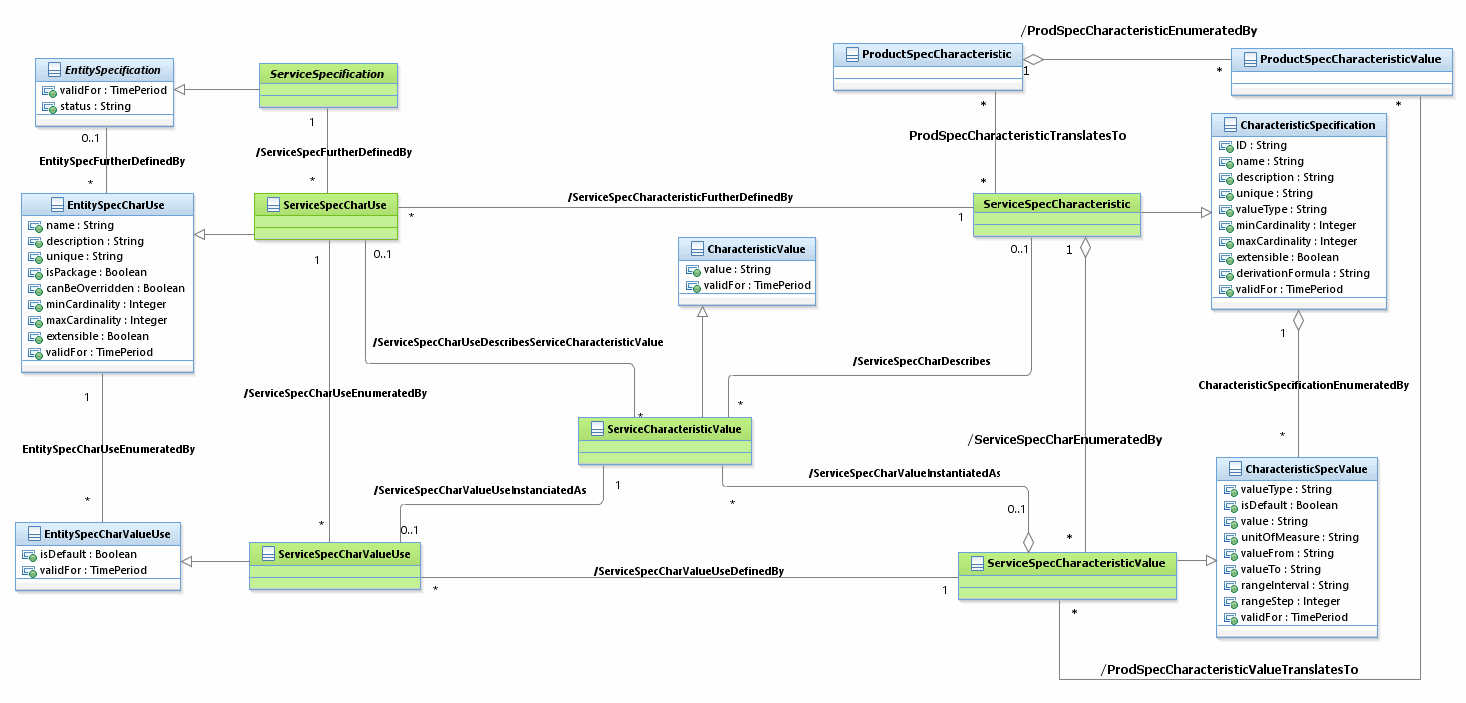 /ProdSpecCharacteristicEnumeratedBy
ProductSpecCharacteristic
1
*
ProductSpecCharacteristicValue
*
EntitySpecification
validFor : TimePeriod
status : String
ServiceSpecification
0..1
EntitySpecFurtherDefinedBy
*
1
/ServiceSpecFurtherDefinedBy
*
*
ProdSpecCharacteristicTranslatesTo
*
CharacteristicSpecification
ID : String
name : String
description : String
unique : String
valueType : String
minCardinality : Integer
maxCardinality : Integer
extensible : Boolean
derivationFormula : String
validFor : TimePeriod
EntitySpecCharUse
name : String
description : String
unique : String
isPackage : Boolean
canBeOverridden : Boolean
minCardinality : Integer
maxCardinality : Integer
extensible : Boolean
validFor : TimePeriod
ServiceSpecCharUse
*
/ServiceSpecCharacteristicFurtherDefinedBy
1
ServiceSpecCharacteristic
1
0..1
0..1
1
CharacteristicValue
value : String
validFor : TimePeriod
/ServiceSpecCharUseDescribesServiceCharacteristicValue
*
/ServiceSpecCharDescribes
*
1
CharacteristicSpecificationEnumeratedBy
*
/ServiceSpecCharUseEnumeratedBy
*
1
EntitySpecCharUseEnumeratedBy
*
ServiceCharacteristicValue
/ServiceSpecCharEnumeratedBy
*
/ServiceSpecCharValueUseInstanciatedAs
1
0..1
/ServiceSpecCharValueInstantiatedAs
*
0..1
CharacteristicSpecValue
valueType : String
isDefault : Boolean
value : String
unitOfMeasure : String
valueFrom : String
valueTo : String
rangeInterval : String
rangeStep : Integer
validFor : TimePeriod
EntitySpecCharValueUse
isDefault : Boolean
validFor : TimePeriod
ServiceSpecCharValueUse
*
/ServiceSpecCharValueUseDefinedBy
1
ServiceSpecCharacteristicValue
*
/ProdSpecCharacteristicValueTranslatesTo